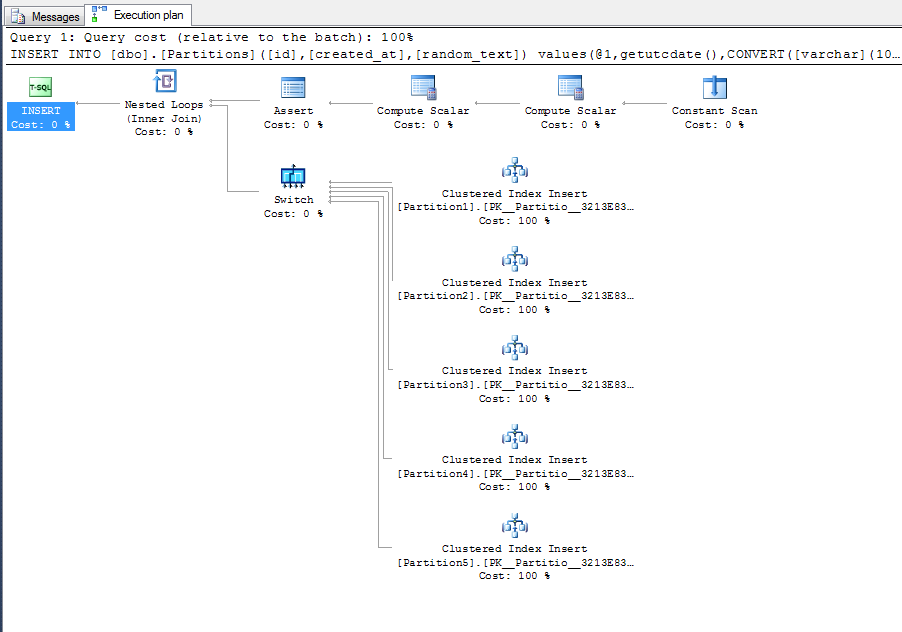 Messages
Execution plan
Query 1: Query cost (relative to the batch): 100%
INSERT INTO [dbo].[Partitions]([id],[created_at],[random_text]) values(@1,getutcdate(),CONVERT([varchar](10...
T-SQL
INSERT
Cost: 0 %
Nested Loops
(Inner Join)
Cost: 0 %
Assert
Cost: 0 %
Compute Scalar
Cost: 0 %
Compute Scalar
Cost: 0 %
Constant Scan
Cost: 0 %
Switch
Cost: 0 %
Clustered Index Insert
[Partition1].[PK__Partitio__3213E83...
Cost: 100 %
Clustered Index Insert
[Partition2].[PK__Partitio__3213E83...
Cost: 100 %
Clustered Index Insert
[Partition3].[PK__Partitio__3213E83...
Cost: 100 %
Clustered Index Insert
[Partition4].[PK__Partitio__3213E83...
Cost: 100 %
Clustered Index Insert
[Partition5].[PK__Partitio__3213E83...
Cost: 100 %